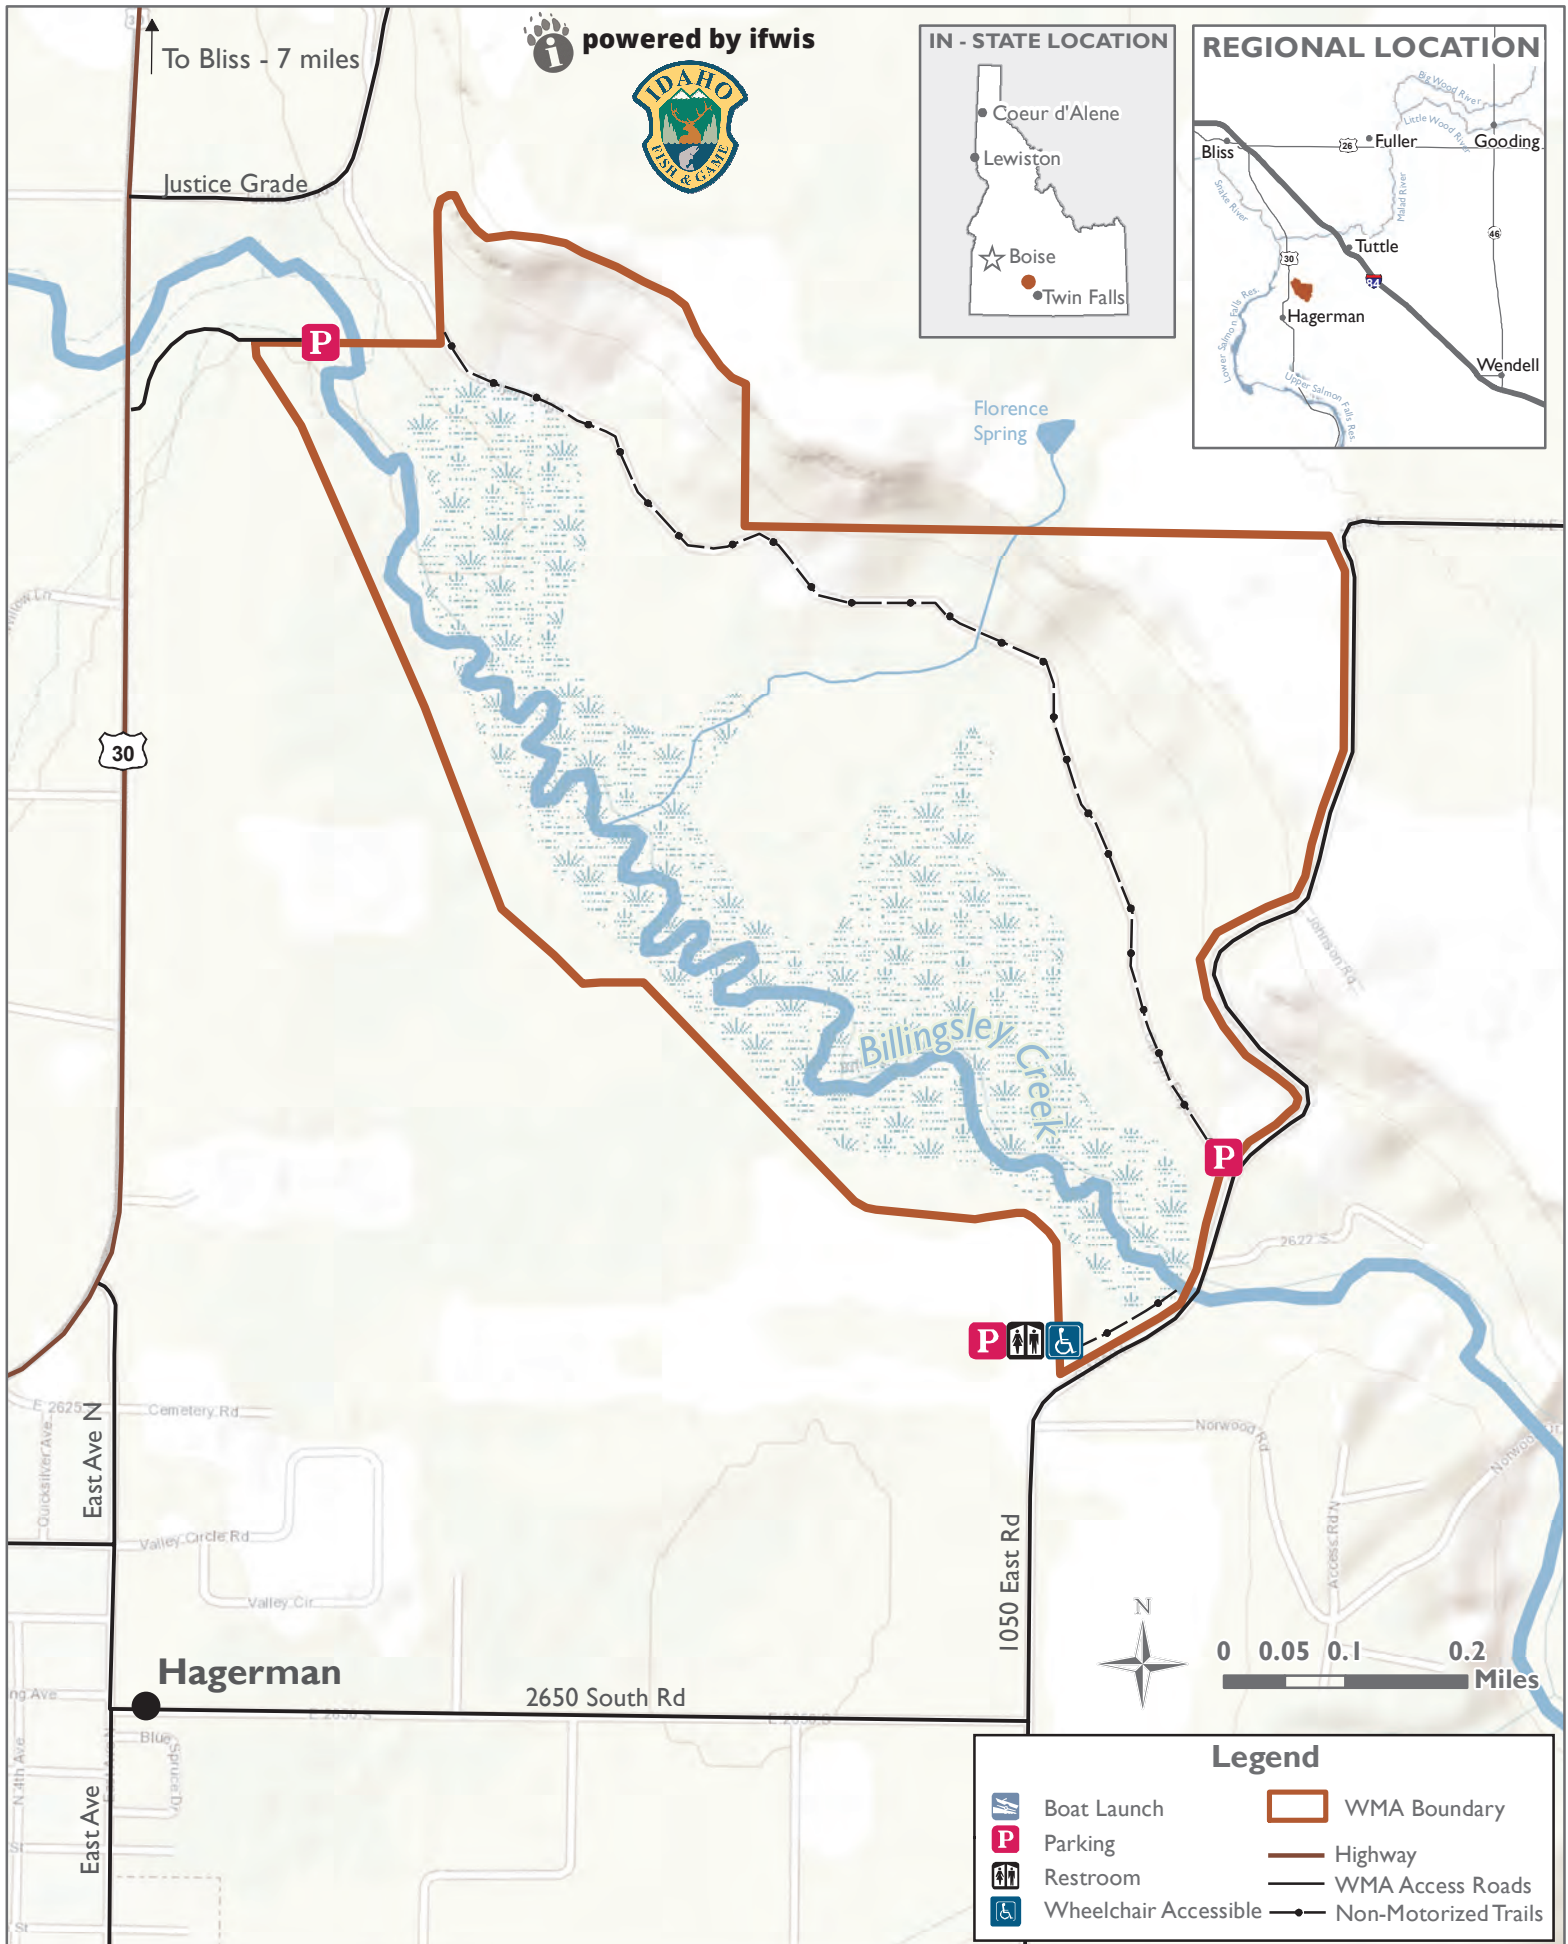 To Bliss - 7 miles
powered by ifwis
IDAHO
FISH & GAME
IN - STATE LOCATION
Coeur d'Alene
Lewiston
Boise
Twin Falls
REGIONAL LOCATION
Big Wood River
Little Wood River
Bliss
26
Fuller
Gooding
Snake River
Malad River
46
Tuttle
30
84
Hagerman
Lower Salmon Falls Res.
Wendell
Upper Salmon Falls Res.
Justice Grade
P
Florence
Spring
30
Johnson Rd
Billingsley Creek
P
2622 S
P
E 2625 S
Cemetery Rd
Quicksilver Ave
East Ave N
Norwood Rd
Norwood
Access Rd N
Valley Circle Rd
Valley Cir
1050 East Rd
N
0 0.05 0.1 0.2
Miles
Hagerman
2650 South Rd
ng Ave
E 2650 S
E 2650 S
Blue Spruce Dr
N 4th Ave
East Ave
St
St
Legend
Boat Launch
P Parking
Restroom
Wheelchair Accessible
WMA Boundary
Highway
WMA Access Roads
Non-Motorized Trails